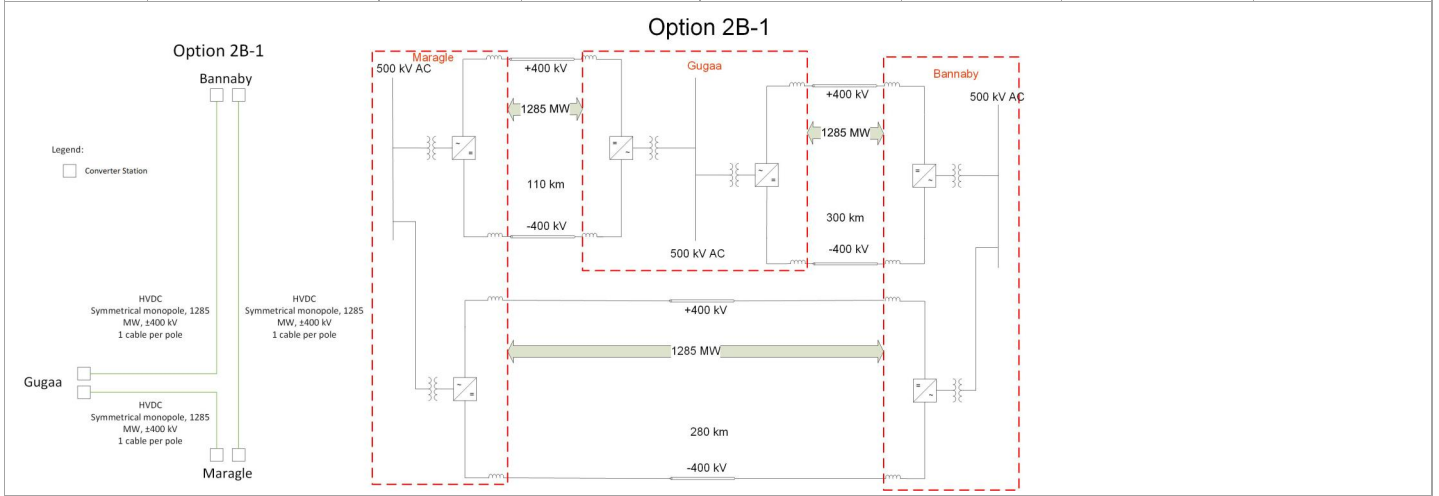 Option 2B-1
Option 2B-1
Bannaby
Legend:
Converter Station
HVDC
Symmetrical monopole, 1285
MW, ±400 kV
1 cable per pole
HVDC
Symmetrical monopole, 1285
MW, ±400 kV
1 cable per pole
Gugaa
HVDC
Symmetrical monopole, 1285
MW, ±400 kV
1 cable per pole
Maragle
Maragle
500 kV AC
+400 kV
1285 MW
110 km
-400 kV
Gugaa
500 kV AC
+400 kV
1285 MW
300 km
-400 kV
Bannaby
500 kV AC
+400 kV
1285 MW
280 km
-400 kV